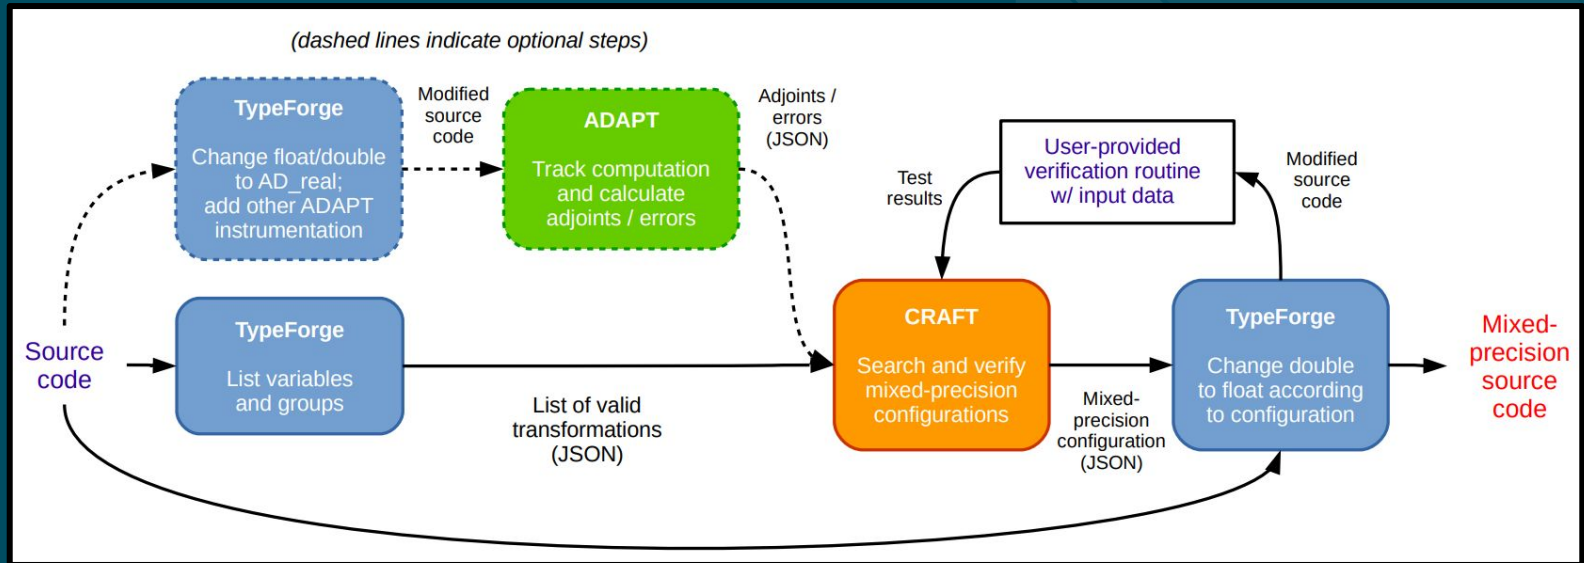 (dashed lines indicate optional steps)
TypeForge
Change float/double
to AD_real;
add other ADAPT
instrumentation
Modified
source
code
ADAPT
Track computation
and calculate
adjoints / errors
Adjoints /
errors
(JSON)
Test
results
User-provided
verification routine
w/ input data
Modified
source
code
Source
code
TypeForge
List variables
and groups
List of valid
transformations
(JSON)
CRAFT
Search and verify
mixed-precision
configurations
Mixed-
precision
configuration
(JSON)
TypeForge
Change double
to float according
to configuration
Mixed-
precision
source
code